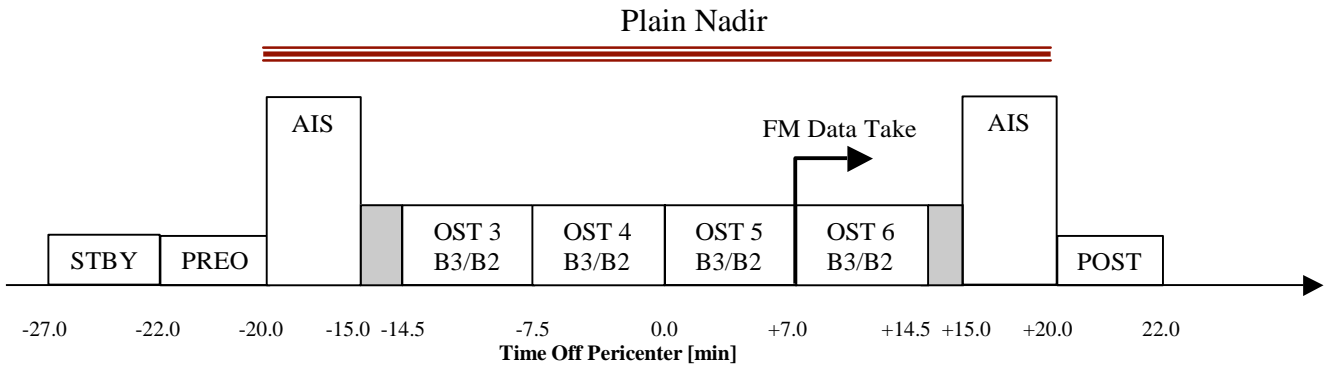 Plain Nadir
AIS
FM Data Take
AIS
STBY
PREO
OST 3
B3/B2
OST 4
B3/B2
OST 5
B3/B2
OST 6
B3/B2
POST
-27.0 -22.0 -20.0 -15.0 -14.5 -7.5 0.0 +7.0 +14.5 +15.0 +20.0 22.0
Time Off Pericenter [min]